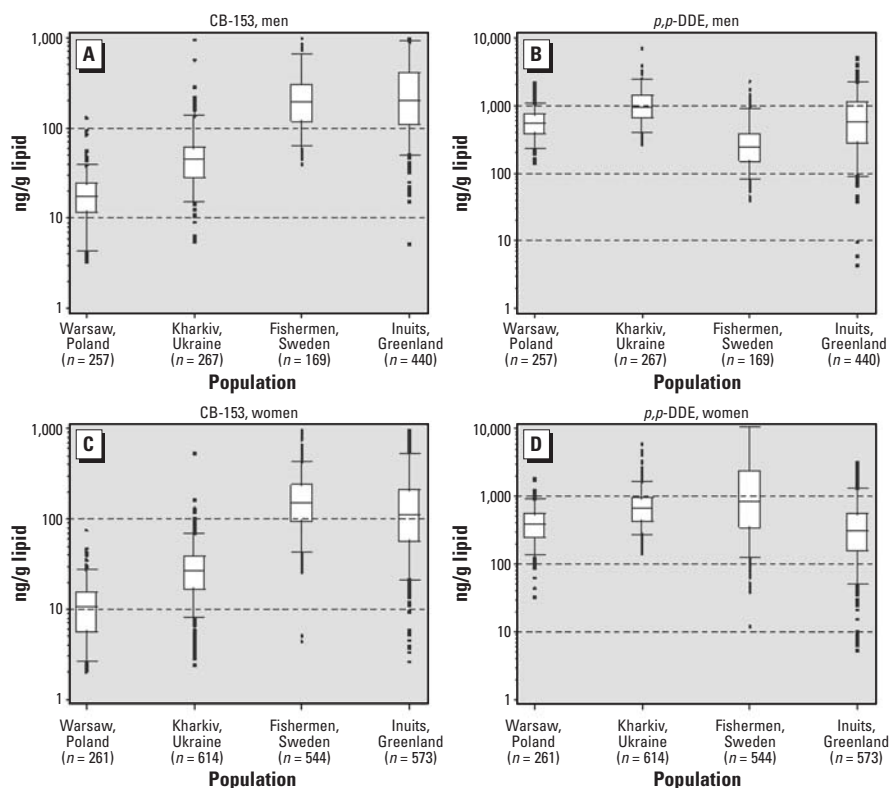 CB-153, men
A
1,000
100
10
1
ng/g lipid
Warsaw,
Poland
(n = 257)
Kharkiv,
Ukraine
(n = 267)
Fishermen,
Sweden
(n = 169)
Inuits,
Greenland
(n = 440)
Population
p,p-DDE, men
B
10,000
1,000
100
10
1
ng/g lipid
Warsaw,
Poland
(n = 257)
Kharkiv,
Ukraine
(n = 267)
Fishermen,
Sweden
(n = 169)
Inuits,
Greenland
(n = 440)
Population
CB-153, women
C
1,000
100
10
1
ng/g lipid
Warsaw,
Poland
(n = 261)
Kharkiv,
Ukraine
(n = 614)
Fishermen,
Sweden
(n = 544)
Inuits,
Greenland
(n = 573)
Population
p,p-DDE, women
D
10,000
1,000
100
10
1
ng/g lipid
Warsaw,
Poland
(n = 261)
Kharkiv,
Ukraine
(n = 614)
Fishermen,
Sweden
(n = 544)
Inuits,
Greenland
(n = 573)
Population